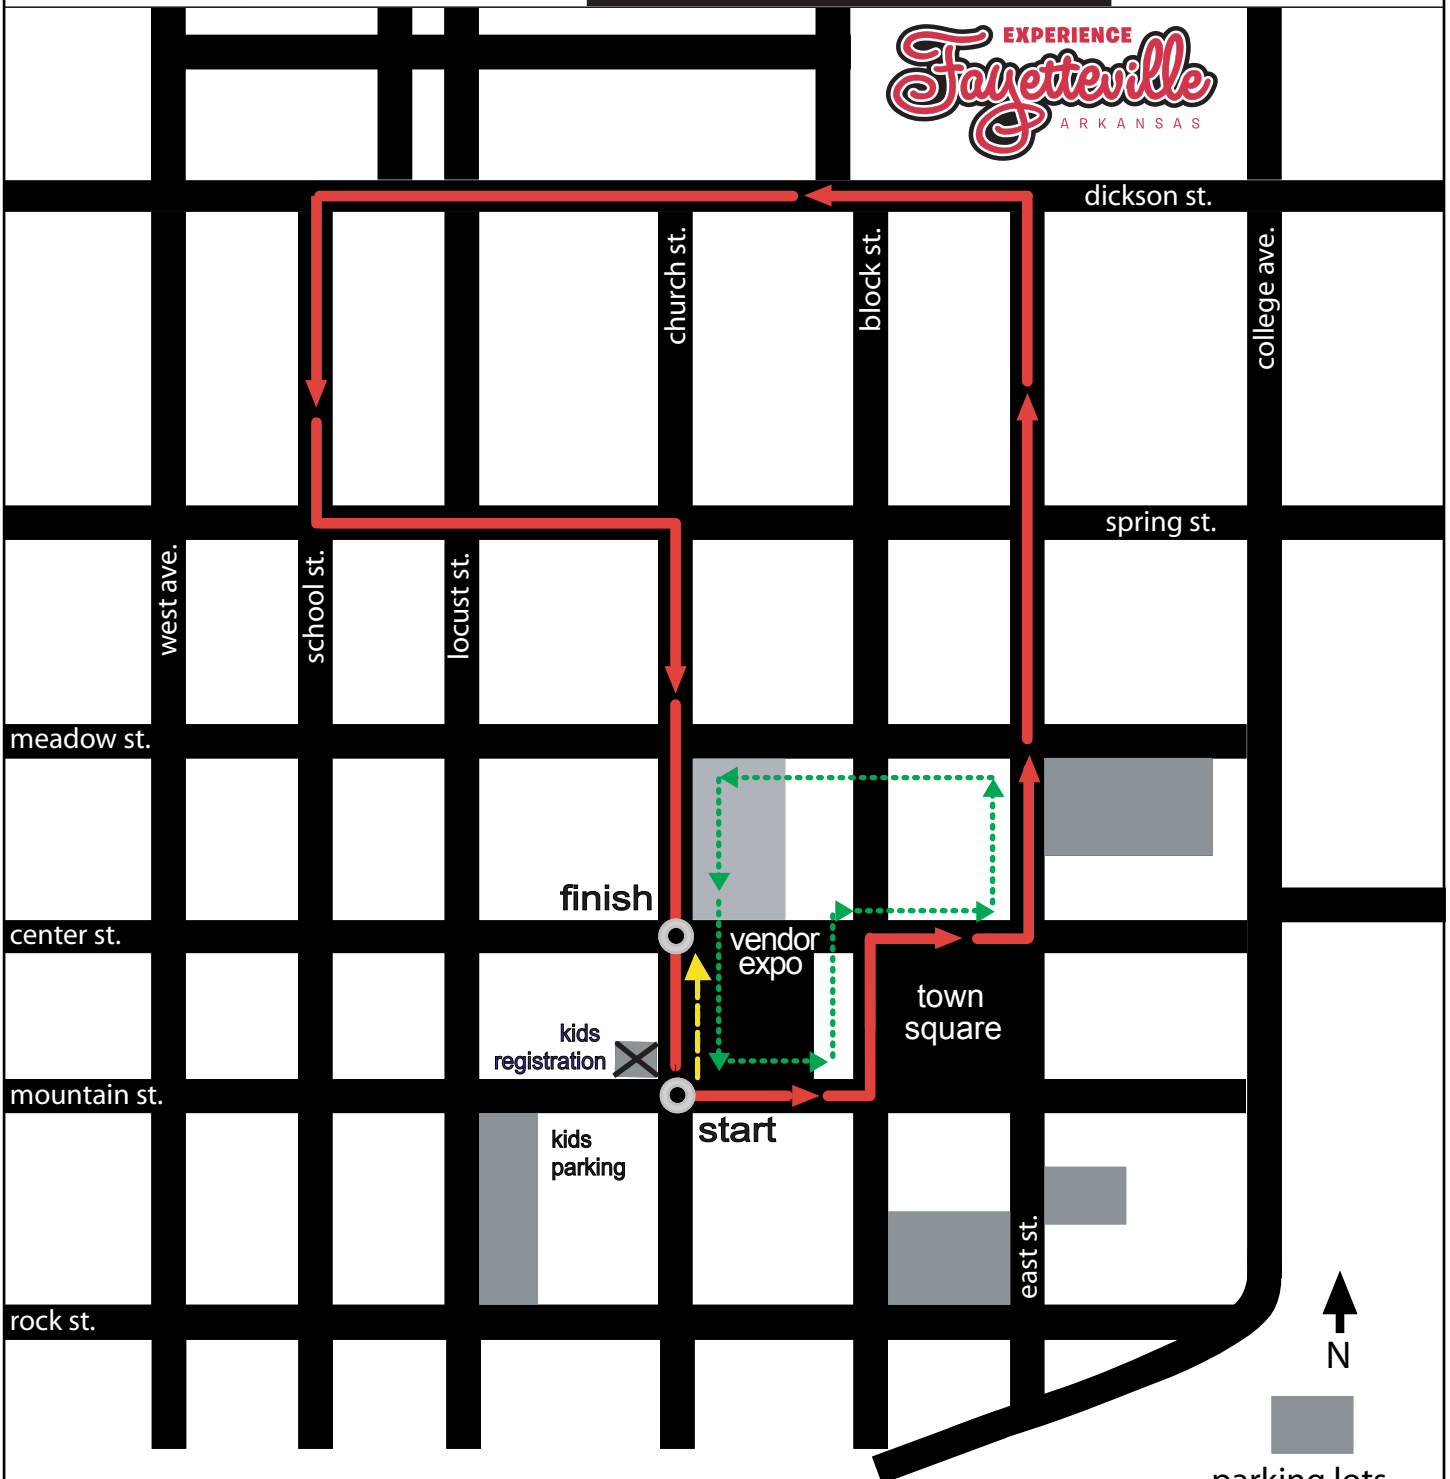 EXPERIENCE
Fayetteville
ARKANSAS
dickson st.
church st.
block st.
college ave.
spring st.
west ave.
school st.
locust st.
meadow st.
finish
center st.
vendor
expo
town
square
kids
registration
mountain st.
start
kids
parking
east st.
rock st.
N
parking lots